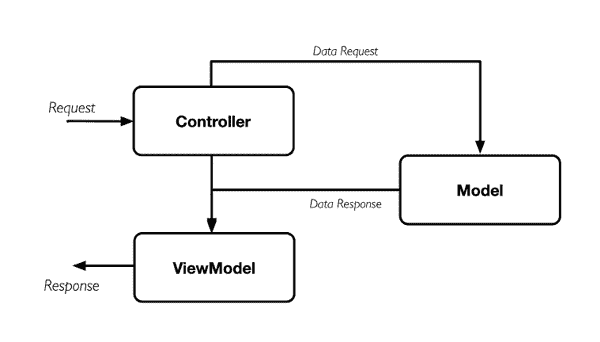 Data Request
Request
Controller
Model
Data Response
ViewModel
Response